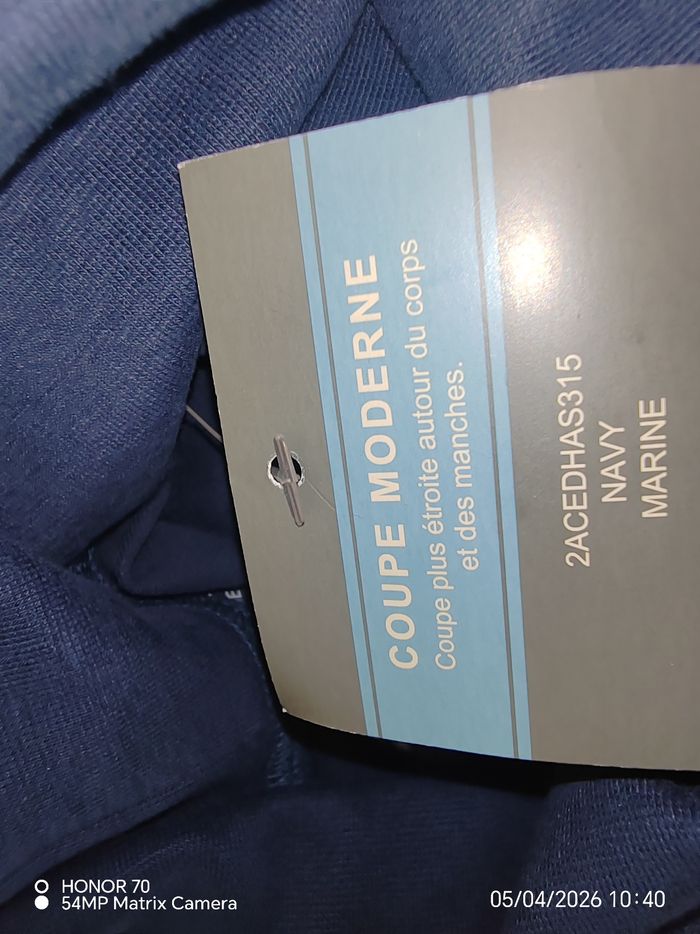 COUPE MODERNE
Coupe plus étroite autour du corps
et des manches.
2ACEDHAS315
NAVY
MARINE
HONOR 70
54MP Matrix Camera
05/04/2026 10:40